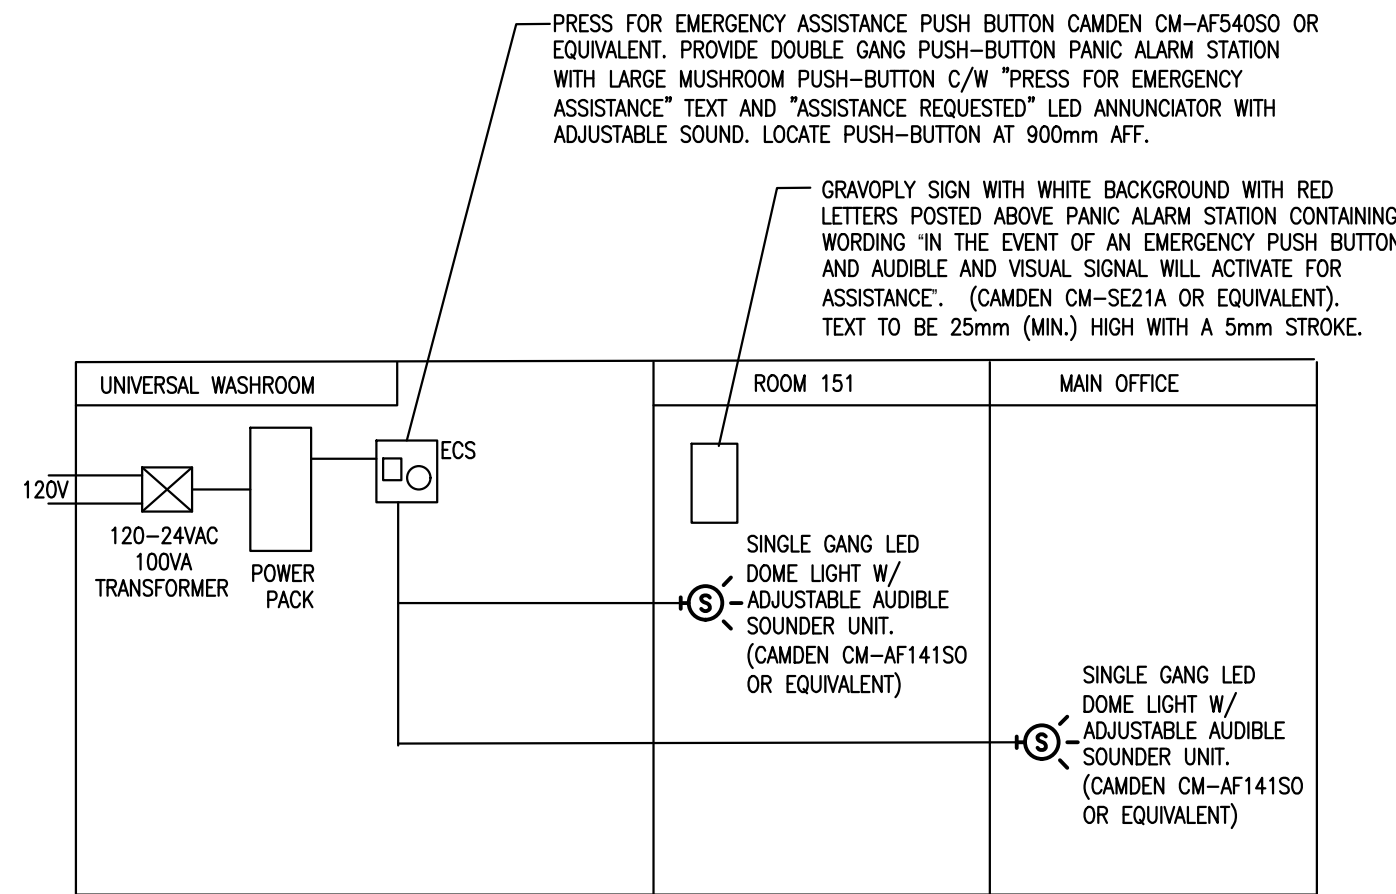 PRESS FOR EMERGENCY ASSISTANCE PUSH BUTTON CAMDEN CM-AF540SO OR
EQUIVALENT. PROVIDE DOUBLE GANG PUSH-BUTTON PANIC ALARM STATION
WITH LARGE MUSHROOM PUSH-BUTTON C/W "PRESS FOR EMERGENCY
ASSISTANCE" TEXT AND "ASSISTANCE REQUESTED" LED ANNUNCIATOR WITH
ADJUSTABLE SOUND. LOCATE PUSH-BUTTON AT 900mm AFF.
GRAVOPLY SIGN WITH WHITE BACKGROUND WITH RED
LETTERS POSTED ABOVE PANIC ALARM STATION CONTAINING
WORDING "IN THE EVENT OF AN EMERGENCY PUSH BUTTON
AND AUDIBLE AND VISUAL SIGNAL WILL ACTIVATE FOR
ASSISTANCE". (CAMDEN CM-SE21A OR EQUIVALENT).
TEXT TO BE 25mm (MIN.) HIGH WITH A 5mm STROKE.
UNIVERSAL WASHROOM
ROOM 151
MAIN OFFICE
ECS
120V
120-24VAC
100VA
TRANSFORMER
POWER
PACK
S
SINGLE GANG LED
DOME LIGHT W/
ADJUSTABLE AUDIBLE
SOUNDER UNIT.
(CAMDEN CM-AF141SO
OR EQUIVALENT)
S
SINGLE GANG LED
DOME LIGHT W/
ADJUSTABLE AUDIBLE
SOUNDER UNIT.
(CAMDEN CM-AF141SO
OR EQUIVALENT)